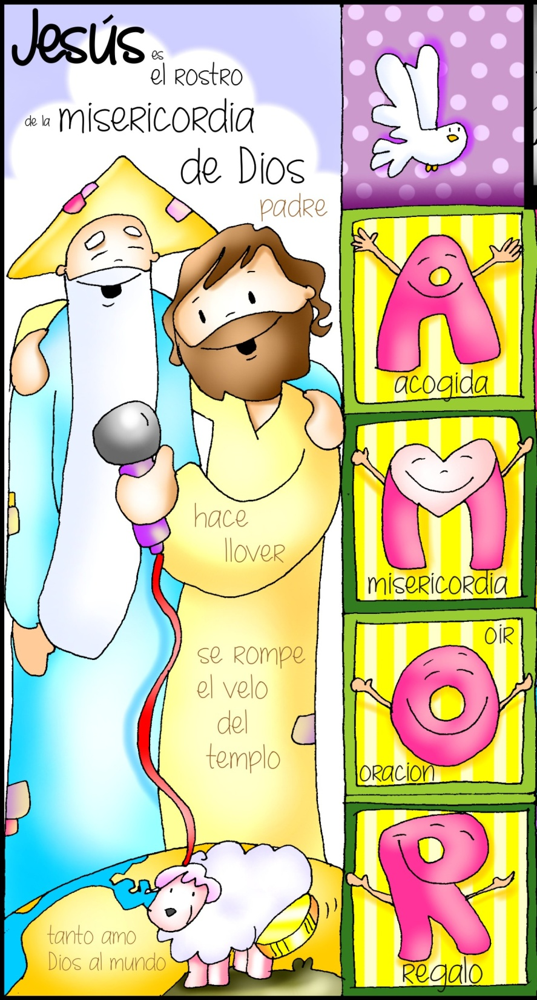 Jesús es
el Rostro
de la misericordia
de Dios
padre
hace
llover
se rompe
el velo
del
templo
tanto amo
Dios al mundo
A
acogida
M
misericordia
oir
O
oracion
R
Regalo